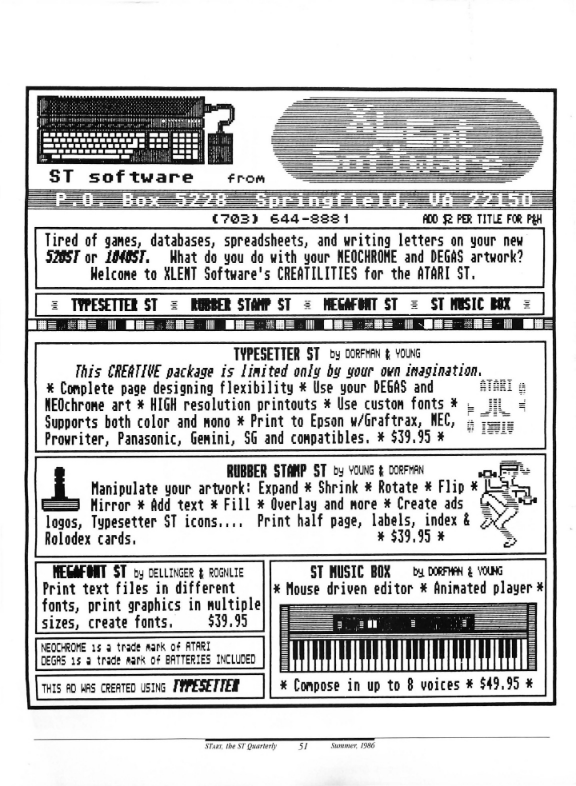 XLEnt
Software
ST software from
P.O. Box 5228 Springfield, VA 22150
(703) 644-8881 ADD $2 PER TITLE FOR P&H
Tired of games, databases, spreadsheets, and writing letters on your new
520ST or 1040ST. What do you do with your NEOCHROME and DEGAS artwork?
Welcome to XLENT Software's CREATILITIES for the ATARI ST.
TYPESETTER ST RUBBER STAMP ST MEGAFONT ST ST MUSIC BOX
TYPESETTER ST by DORFMAN & YOUNG
This CREATIVE package is limited only by your own imagination.
* Complete page designing flexibility * Use your DEGAS and
NEOchrome art * HIGH resolution printouts * Use custom fonts *
Supports both color and mono * Print to Epson w/Graftrax, NEC,
Prowriter, Panasonic, Gemini, SG and compatibles. * $39.95 *
ATARI
RUBBER STAMP ST by YOUNG & DORFMAN
Manipulate your artwork: Expand * Shrink * Rotate * Flip *
Mirror * Add text * Fill * Overlay and more * Create ads
logos, Typesetter ST icons.... Print half page, labels, index &
Rolodex cards. * $39.95 *
MEGAFONT ST by DELLINGER & ROGNLIE
Print text files in different
fonts, print graphics in multiple
sizes, create fonts. $39.95
NEOCHROME is a trade mark of ATARI
DEGAS is a trade mark of BATTERIES INCLUDED
THIS AD WAS CREATED USING TYPESETTER
ST MUSIC BOX by DORFMAN & YOUNG
* Mouse driven editor * Animated player *
* Compose in up to 8 voices * $49.95 *
START, the ST Quarterly 51 Summer, 1986